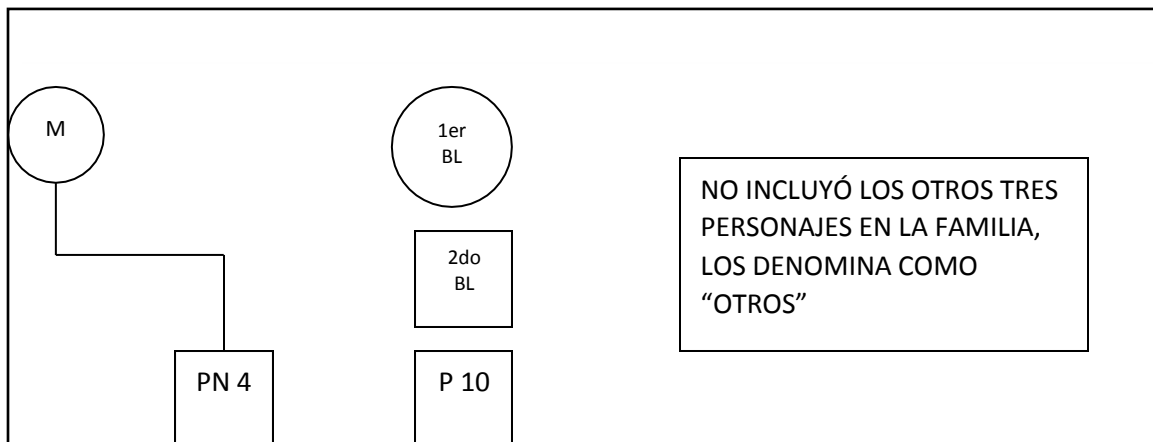 M
1er
BL
2do
BL
NO INCLUYÓ LOS OTROS TRES
PERSONAJES EN LA FAMILIA,
LOS DENOMINA COMO
“OTROS”
PN 4
P 10